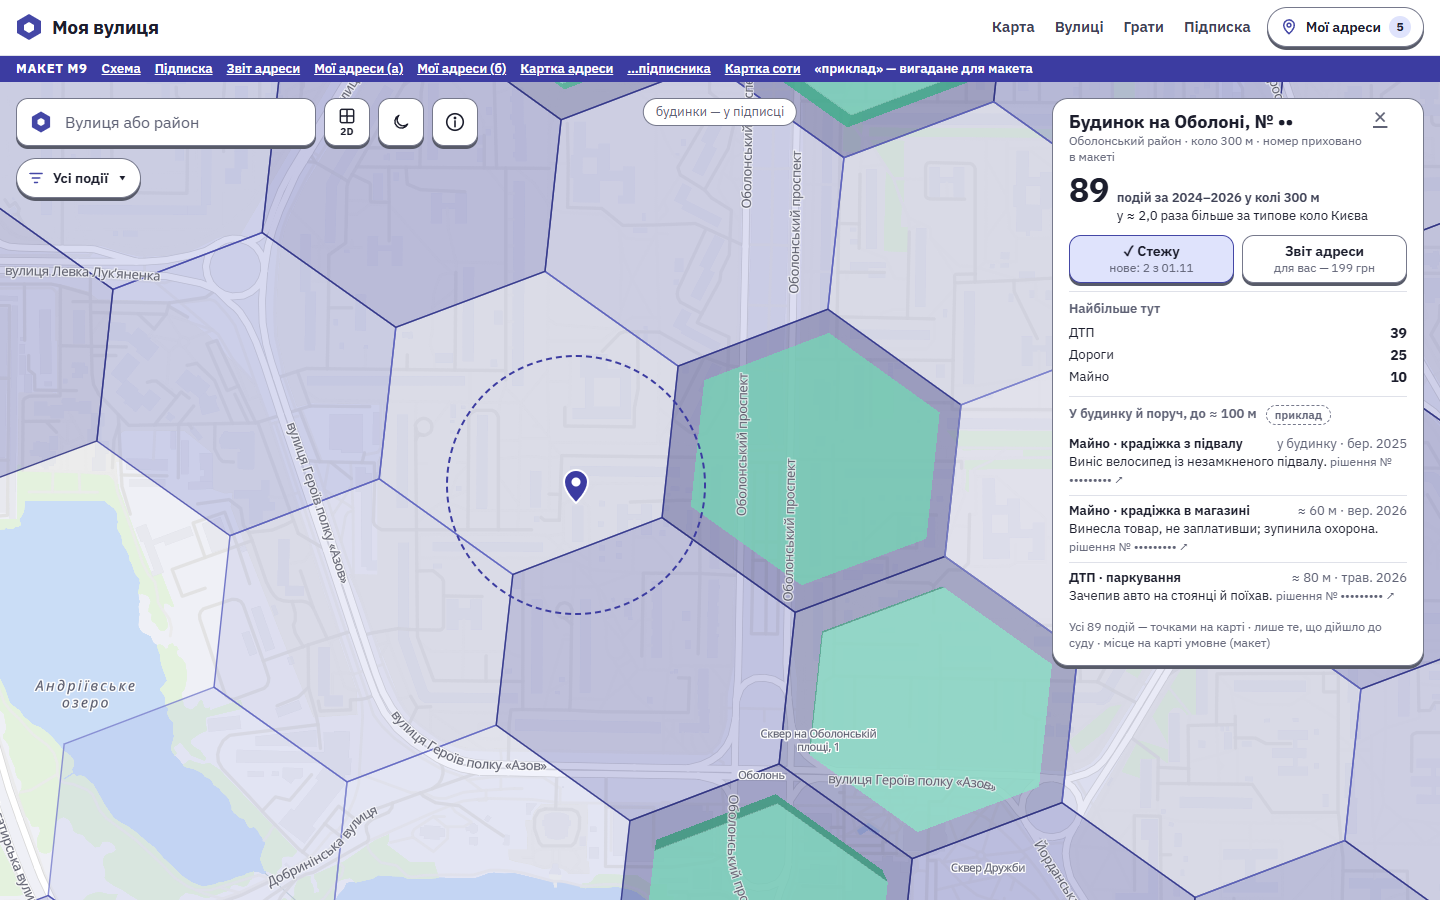 Моя вулиця
Карта Вулиці Грати Підписка Мої адреси 5
МАКЕТ М9 Схема Підписка Звіт адреси Мої адреси (а) Мої адреси (б) Картка адреси …підписника Картка соти «приклад» — вигадане для макета
Вулиця або район
2D
Усі події
будинки — у підписці
Будинок на Оболоні, № ••
Оболонський район · коло 300 м · номер приховано
в макеті
89 подій за 2024–2026 у колі 300 м
у ≈ 2,0 раза більше за типове коло Києва
✓ Стежу
нове: 2 з 01.11
Звіт адреси
для вас — 199 грн
Найбільше тут
ДТП 39
Дороги 25
Майно 10
У будинку й поруч, до ≈ 100 м приклад
Майно · крадіжка з підвалу у будинку · бер. 2025
Виніс велосипед із незамкненого підвалу. рішення №
••••••••• ↗
Майно · крадіжка в магазині ≈ 60 м · вер. 2026
Винесла товар, не заплативши; зупинила охорона.
рішення № ••••••••• ↗
ДТП · паркування ≈ 80 м · трав. 2026
Зачепив авто на стоянці й поїхав. рішення № ••••••••• ↗
Усі 89 подій — точками на карті · лише те, що дійшло до
суду · місце на карті умовне (макет)
Оболонський
Оболонський проспект
вулиця Левка Лук'яненка
Оболонський проспект
вулиця Героїв полку «Азов»
Оболонський проспект
Андріївське
озеро
вулиця Героїв полку «Азов»
Сквер на Оболонській
площі, 1
Оболонь
вулиця Героїв полку «Азов»
Оболонський про
Добринінська вулиця
Сквер Дружби